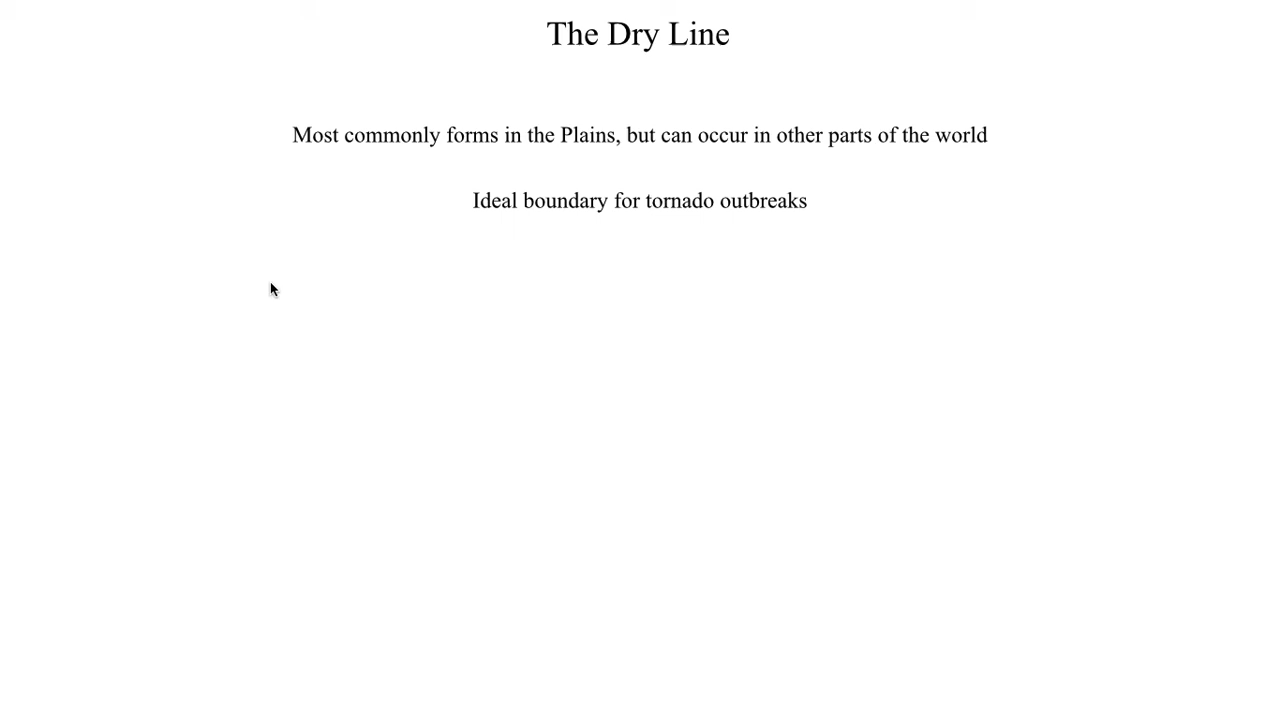 The Dry Line
Most commonly forms in the Plains, but can occur in other parts of the world
Ideal boundary for tornado outbreaks